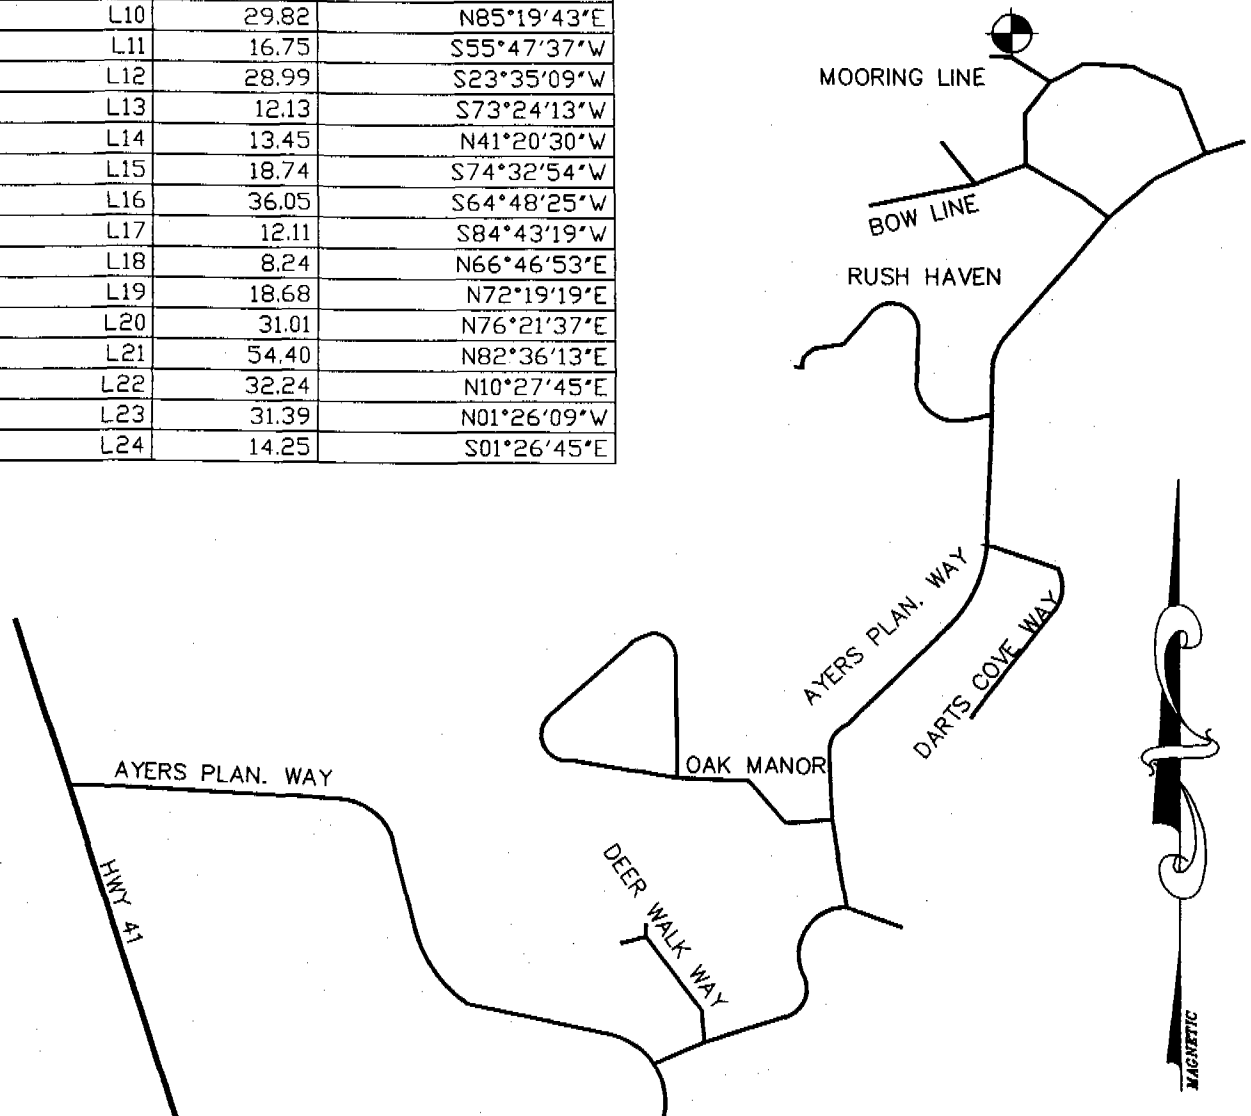 L10 29.82 N85°19'43"E
L11 16.75 S55°47'37"W
L12 28.99 S23°35'09"W
L13 12.13 S73°24'13"W
L14 13.45 N41°20'30"W
L15 18.74 S74°32'54"W
L16 36.05 S64°48'25"W
L17 12.11 S84°43'19"W
L18 8.24 N66°46'53"E
L19 18.68 N72°19'19"E
L20 31.01 N76°21'37"E
L21 54.40 N82°36'13"E
L22 32.24 N10°27'45"E
L23 31.39 N01°26'09"W
L24 14.25 S01°26'45"E
MOORING LINE
BOW LINE
RUSH HAVEN
AYERS PLAN. WAY
DARTS COVE WAY
OAK MANOR
AYERS PLAN. WAY
HWY 41
DEER WALK WAY
MAGNETIC